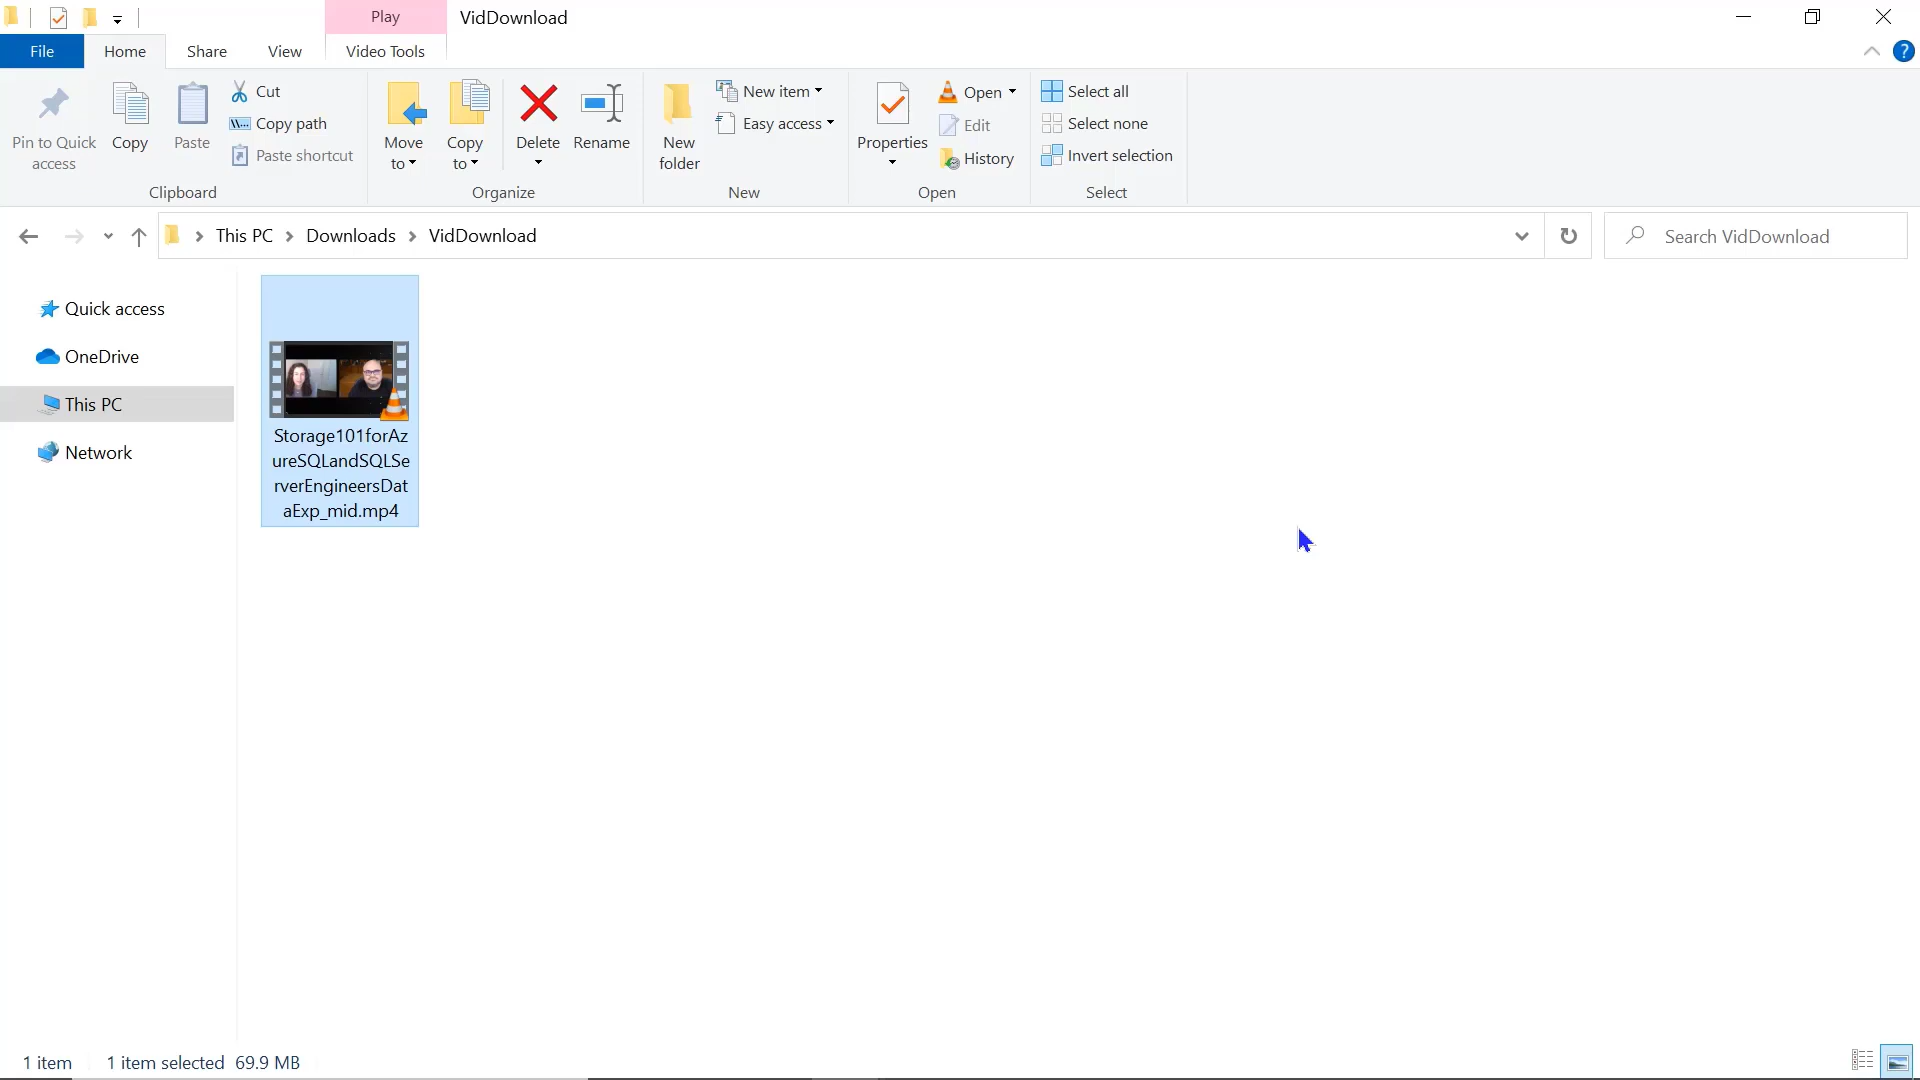 Play
VidDownload
File
Home
Share
View
Video Tools
?
Pin to Quick
access
Copy
Paste
Cut
Copy path
Paste shortcut
Clipboard
Move
to
Copy
to
Delete
Rename
Organize
New
folder
New item
Easy access
New
Properties
Open
Edit
History
Open
Select all
Select none
Invert selection
Select
This PC
Downloads
VidDownload
Search VidDownload
Quick access
OneDrive
This PC
Network
Storage101forAz
ureSQLandSQLSe
rverEngineersDat
aExp_mid.mp4
1 item
1 item selected 69.9 MB